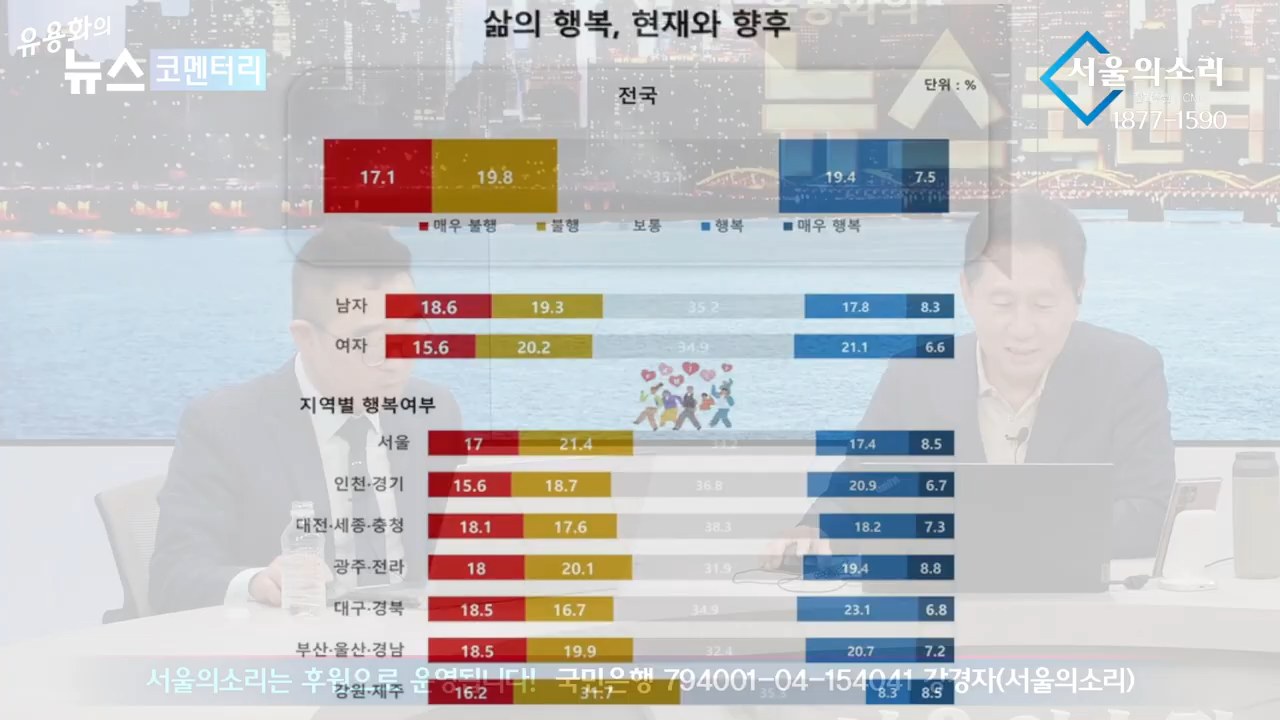 삶의 행복, 현재와 향후
유용화의
뉴스 코멘터리
서울의소리
1877-1590
전국
단위 : %
17.1 19.8 19.4 7.5
매우 불행 불행 보통 행복 매우 행복
남자 18.6 19.3 35.2 17.8 8.3
여자 15.6 20.2 34.9 21.1 6.6
지역별 행복여부
서울 17 21.4 17.4 8.5
인천·경기 15.6 18.7 36.8 20.9 6.7
대전·세종·충청 18.1 17.6 38.3 18.2 7.3
광주·전라 18 20.1 31.9 19.4 8.8
대구·경북 18.5 16.7 34.9 23.1 6.8
부산·울산·경남 18.5 19.9 32.4 20.7 7.2
서울의소리는 후원으로 운영됩니다! 국민은행 794001-04-154041 강경자(서울의소리)
강원·제주 16.2 31.7 8.3 8.5